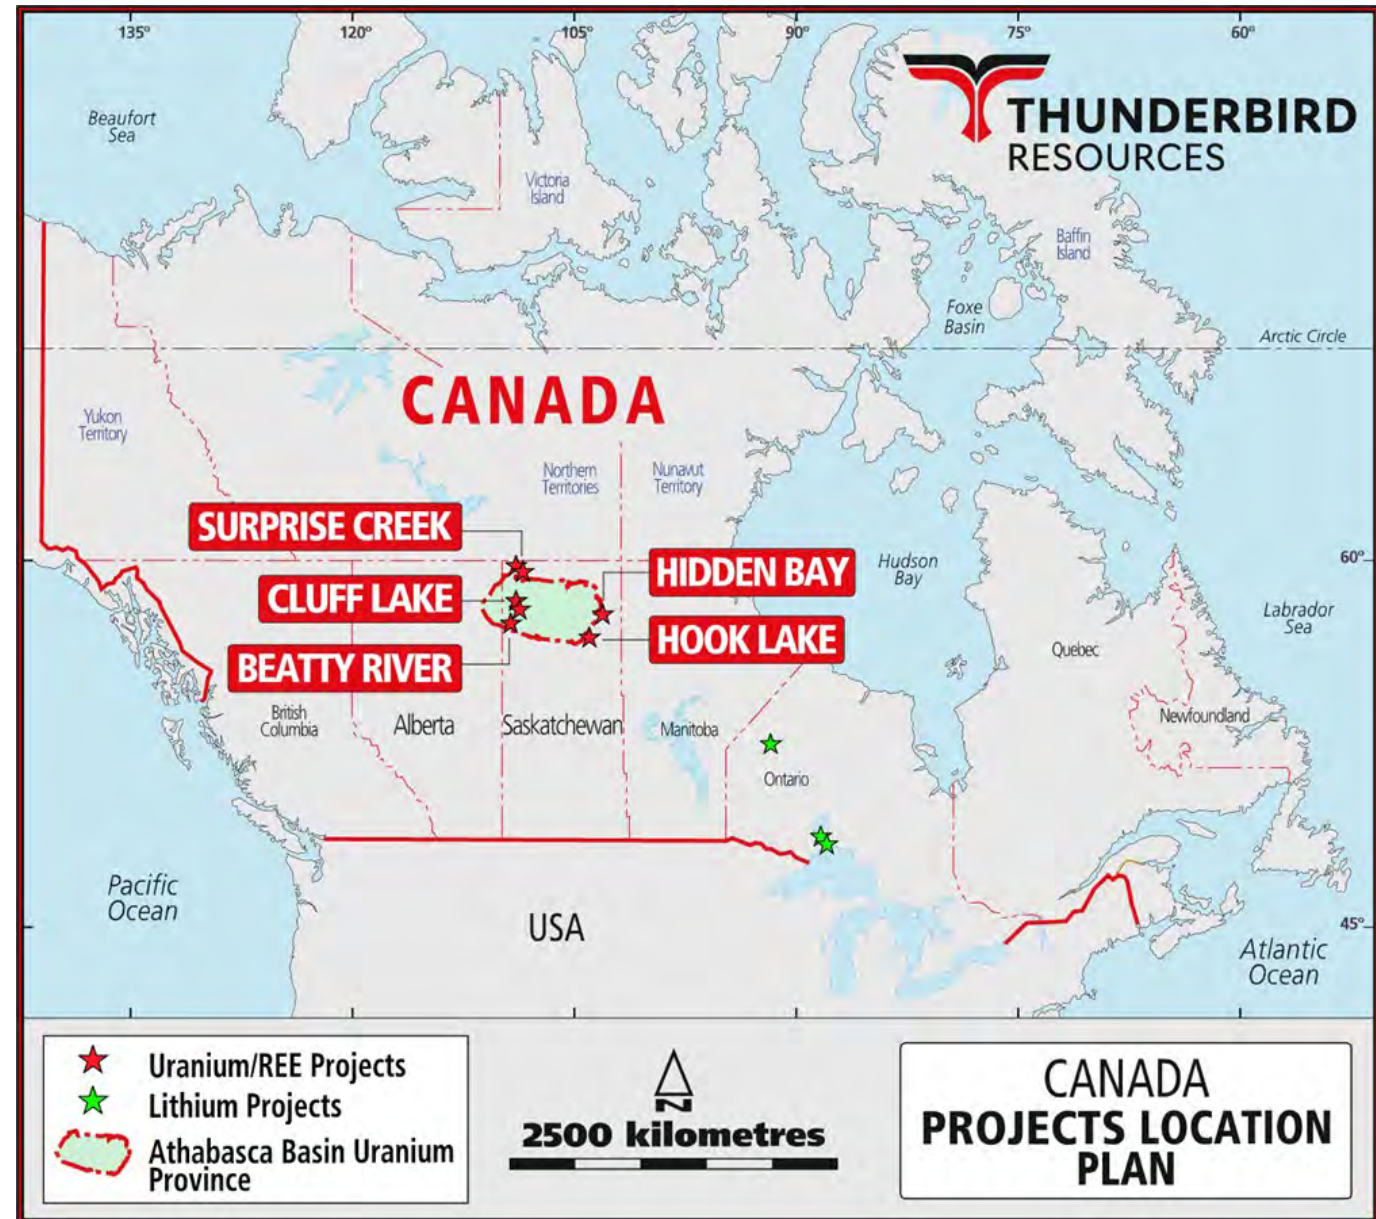 135°
120°
105°
90°
75°
60°
THUNDERBIRD
RESOURCES
Beaufort
Sea
Victoria
Island
Baffin
Island
Foxe
Basin
Arctic Circle
CANADA
Yukon
Territory
Northern
Territories
Nunavut
Territory
SURPRISE CREEK
CLUFF LAKE
BEATTY RIVER
HIDDEN BAY
HOOK LAKE
Hudson
Bay
60°
Labrador
Sea
Quebec
British
Columbia
Alberta
Saskatchewan
Manitoba
Newfoundland
Ontario
Pacific
Ocean
USA
45°
Atlantic
Ocean
Uranium/REE Projects
Lithium Projects
Athabasca Basin Uranium
Province
N
2500 kilometres
CANADA
PROJECTS LOCATION
PLAN